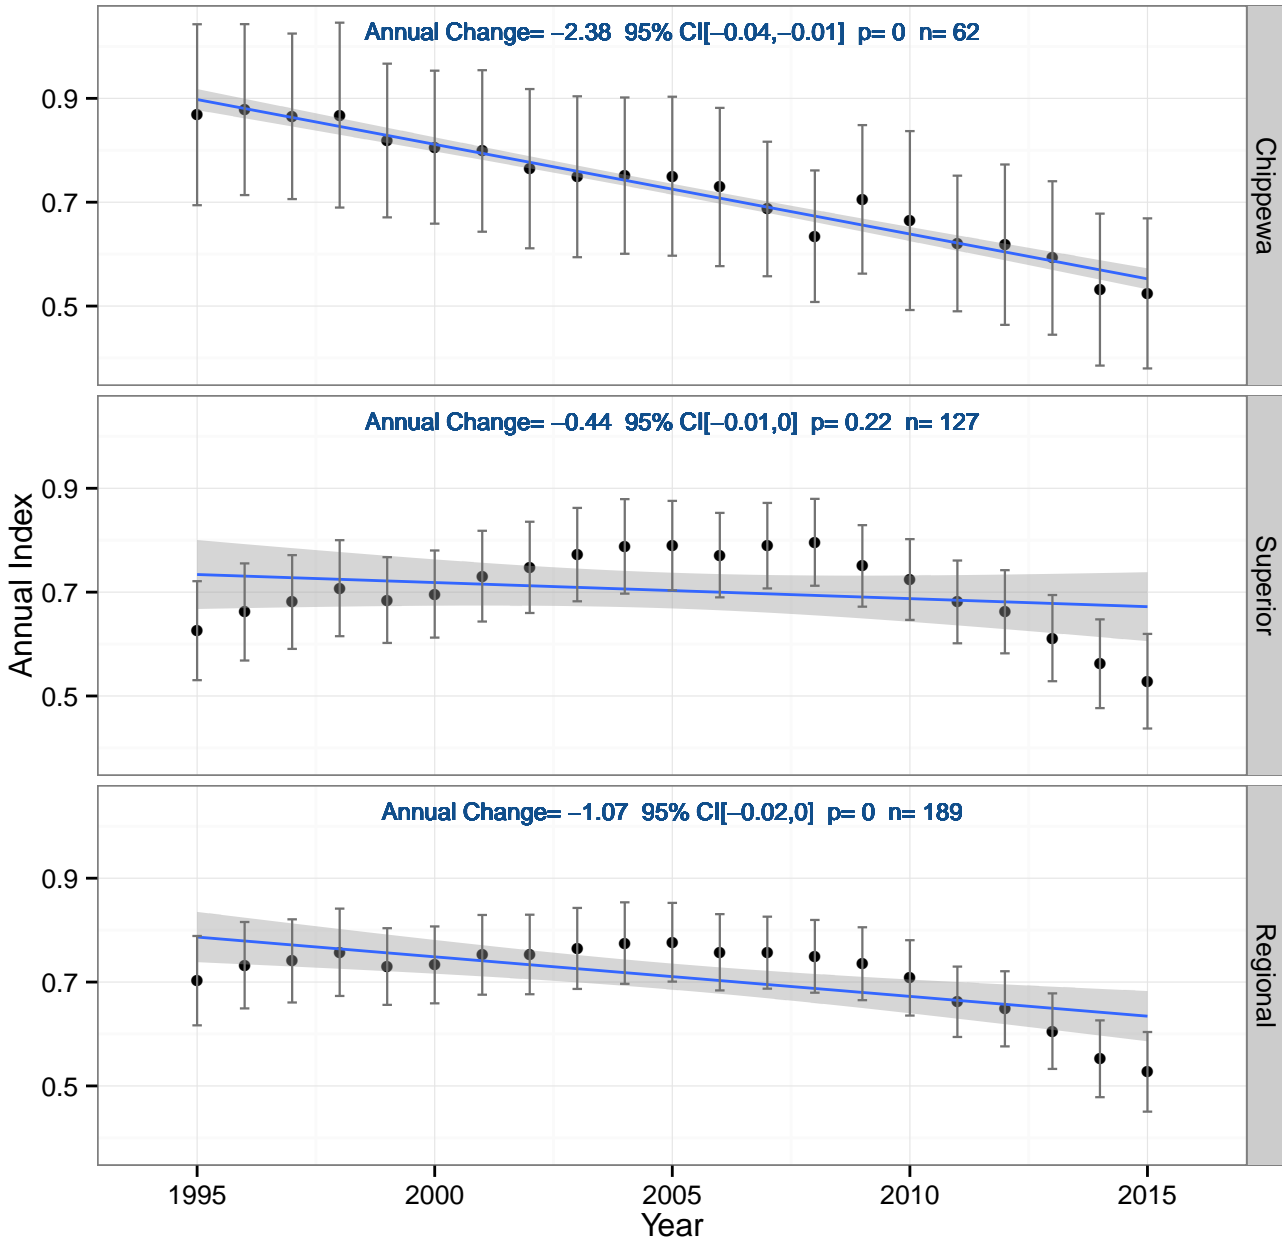 Annual Change= −2.38 95% CI[−0.04,−0.01] p= 0 n= 62
0.9
0.7
0.5
Chippewa
Annual Change= −0.44 95% CI[−0.01,0] p= 0.22 n= 127
0.9
0.7
0.5
Superior
Annual Index
Annual Change= −1.07 95% CI[−0.02,0] p= 0 n= 189
0.9
0.7
0.5
Regional
1995 2000 2005 2010 2015
Year